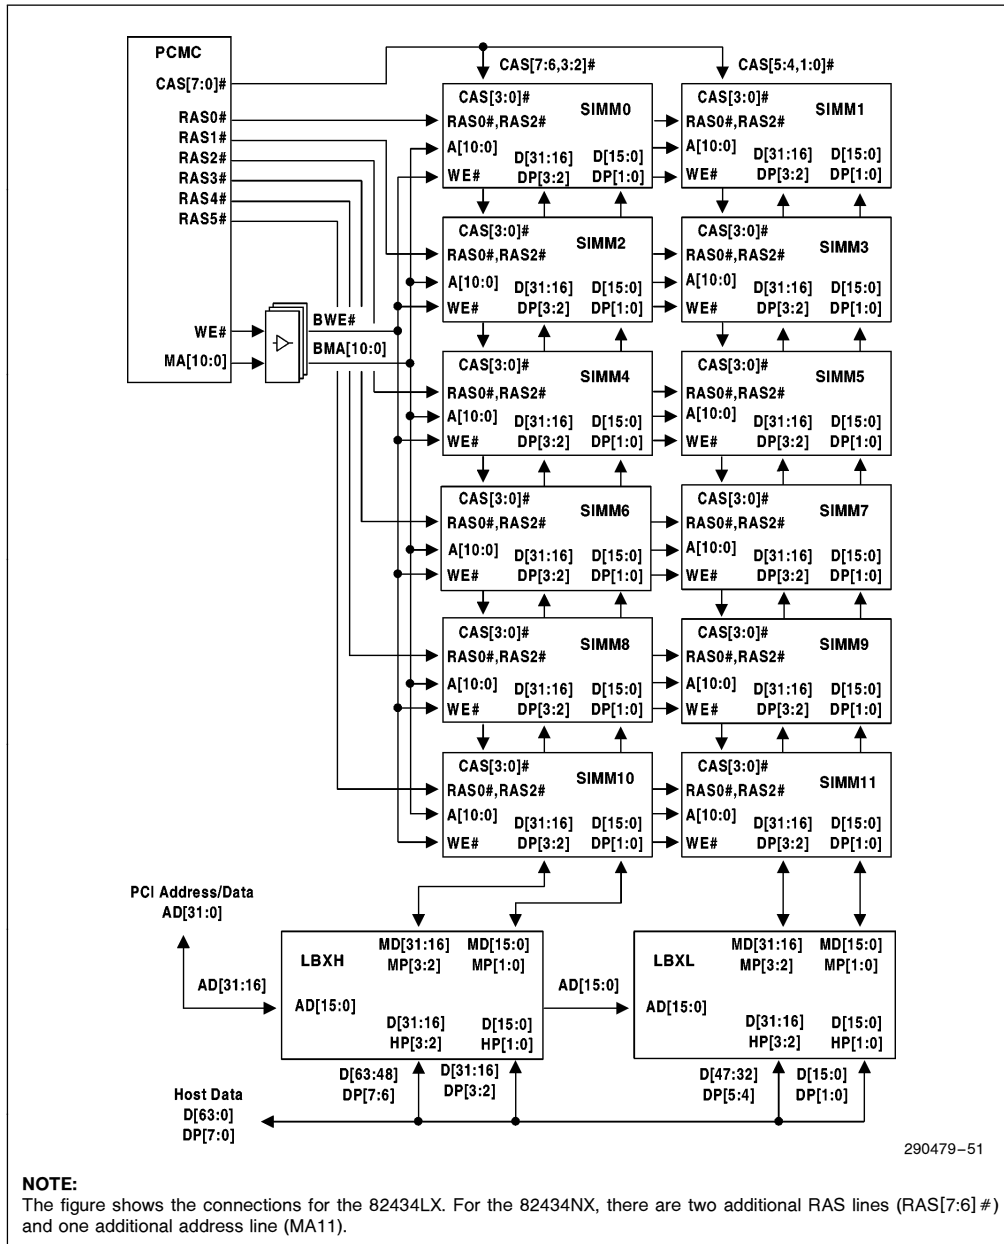 PCMC
CAS[7:0]#
RAS0#
RAS1#
RAS2#
RAS3#
RAS4#
RAS5#
WE#
MA[10:0]
BWE#
BMA[10:0]
CAS[7:6,3:2]#
CAS[5:4,1:0]#
CAS[3:0]#
SIMM0
RAS0#,RAS2#
A[10:0]
D[31:16] D[15:0]
WE# DP[3:2] DP[1:0]
CAS[3:0]#
SIMM1
RAS0#,RAS2#
A[10:0]
D[31:16] D[15:0]
WE# DP[3:2] DP[1:0]
CAS[3:0]#
SIMM2
RAS0#,RAS2#
A[10:0] D[31:16] D[15:0]
WE# DP[3:2] DP[1:0]
CAS[3:0]#
SIMM3
RAS0#,RAS2#
A[10:0] D[31:16] D[15:0]
WE# DP[3:2] DP[1:0]
CAS[3:0]#
SIMM4
RAS0#,RAS2#
A[10:0] D[31:16] D[15:0]
WE# DP[3:2] DP[1:0]
CAS[3:0]#
SIMM5
RAS0#,RAS2#
A[10:0] D[31:16] D[15:0]
WE# DP[3:2] DP[1:0]
CAS[3:0]#
SIMM6
RAS0#,RAS2#
A[10:0] D[31:16] D[15:0]
WE# DP[3:2] DP[1:0]
CAS[3:0]#
SIMM7
RAS0#,RAS2#
A[10:0] D[31:16] D[15:0]
WE# DP[3:2] DP[1:0]
CAS[3:0]#
SIMM8
RAS0#,RAS2#
A[10:0] D[31:16] D[15:0]
WE# DP[3:2] DP[1:0]
CAS[3:0]#
SIMM9
RAS0#,RAS2#
A[10:0] D[31:16] D[15:0]
WE# DP[3:2] DP[1:0]
CAS[3:0]#
SIMM10
RAS0#,RAS2#
A[10:0] D[31:16] D[15:0]
WE# DP[3:2] DP[1:0]
CAS[3:0]#
SIMM11
RAS0#,RAS2#
A[10:0] D[31:16] D[15:0]
WE# DP[3:2] DP[1:0]
PCI Address/Data
AD[31:0]
AD[31:16]
LBXH
MD[31:16] MD[15:0]
MP[3:2] MP[1:0]
AD[15:0]
D[31:16] D[15:0]
HP[3:2] HP[1:0]
AD[15:0]
LBXL
MD[31:16] MD[15:0]
MP[3:2] MP[1:0]
AD[15:0]
D[31:16] D[15:0]
HP[3:2] HP[1:0]
D[63:48] D[31:16]
DP[7:6] DP[3:2]
D[47:32] D[15:0]
DP[5:4] DP[1:0]
Host Data
D[63:0]
DP[7:0]
290479–51
NOTE:
The figure shows the connections for the 82434LX. For the 82434NX, there are two additional RAS lines (RAS[7:6]#)
and one additional address line (MA11).